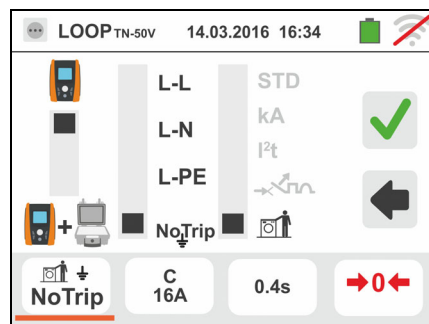 LOOP TN-50V 14.03.2016 16:34
L-L STD
L-N kA
I²t
L-PE
NoTrip
+
NoTrip
C
16A
0.4s
→0←